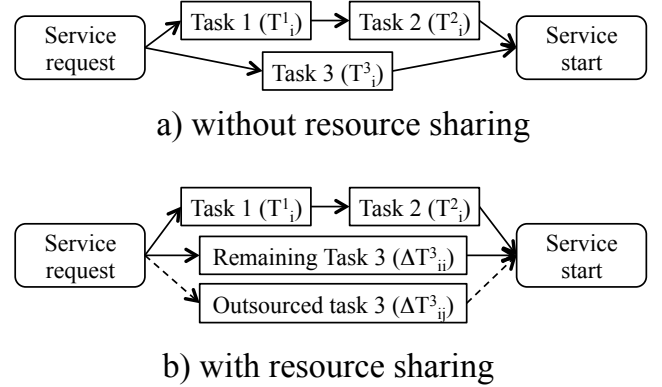 Service request
Task 1 (T¹ᵢ)
Task 2 (T²ᵢ)
Task 3 (T³ᵢ)
Service start
a) without resource sharing
Service request
Task 1 (T¹ᵢ)
Task 2 (T²ᵢ)
Remaining Task 3 (ΔT³ᵢᵢ)
Outsourced task 3 (ΔT³ᵢⱼ)
Service start
b) with resource sharing